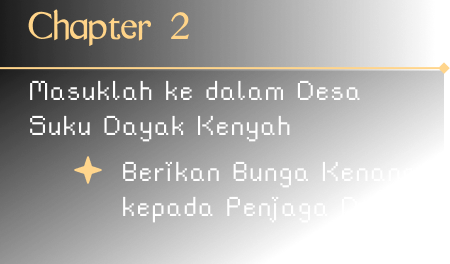 Chapter 2
Masuklah ke dalam Desa
Suku Dayak Kenyah
Berikan Bunga
kepada Penjaga